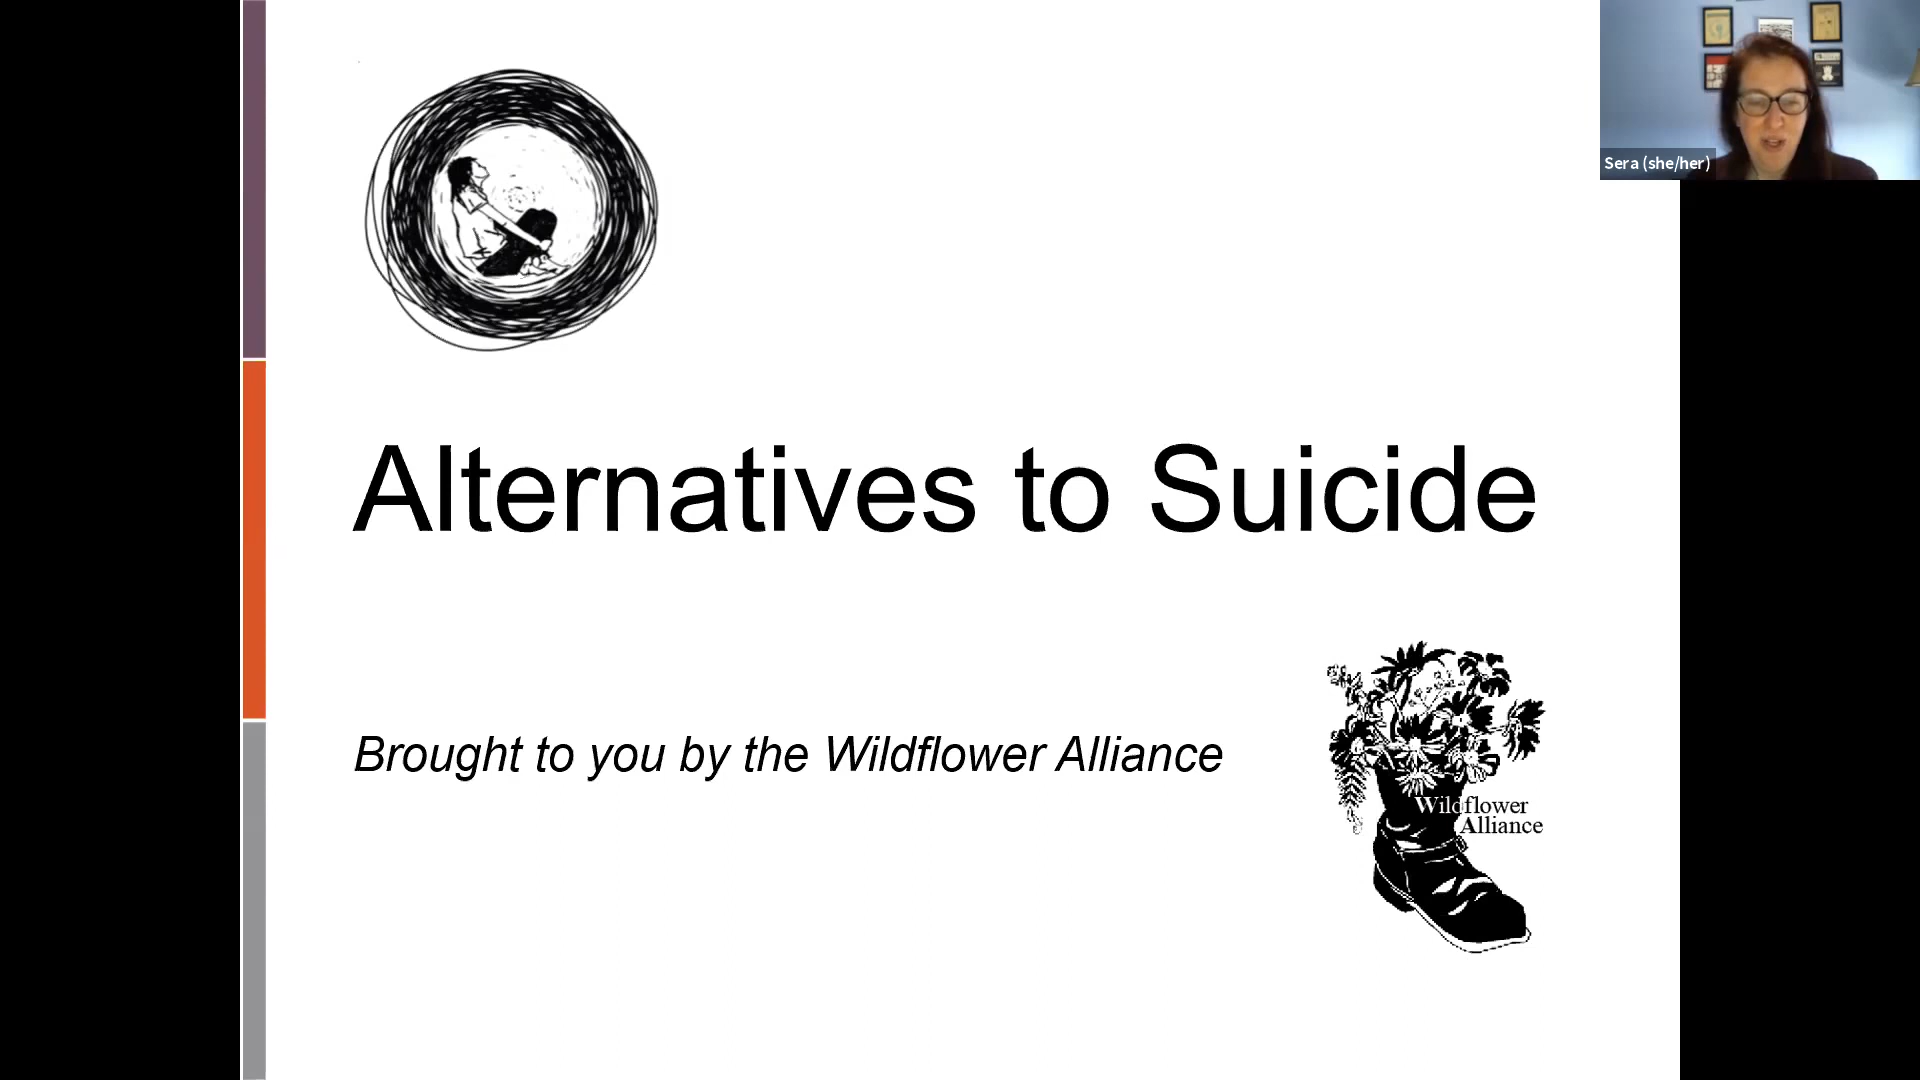 Sera (she/her)
Alternatives to Suicide
Brought to you by the Wildflower Alliance
Wildflower
Alliance